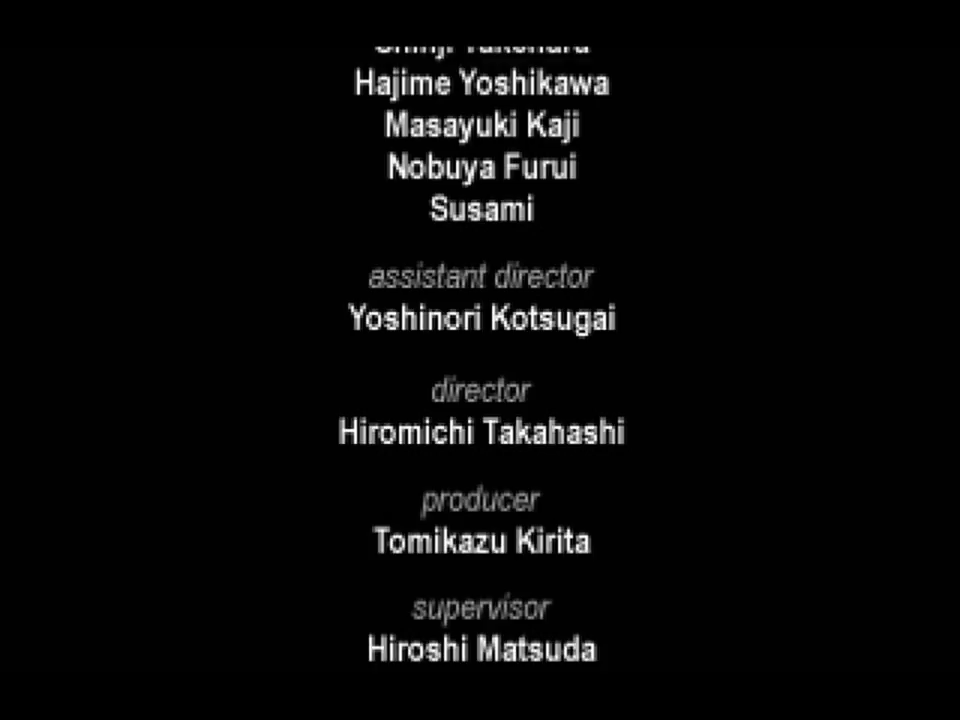 Hajime Yoshikawa
Masayuki Kaji
Nobuya Furui
Susami
assistant director
Yoshinori Kotsugai
director
Hiromichi Takahashi
producer
Tomikazu Kirita
supervisor
Hiroshi Matsuda